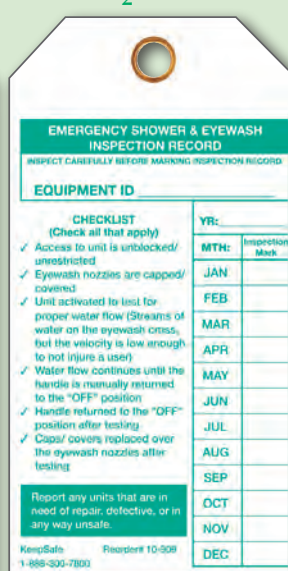 2
EMERGENCY SHOWER & EYEWASH
INSPECTION RECORD
INSPECT CAREFULLY BEFORE MARKING INSPECTION RECORD
EQUIPMENT ID
CHECKLIST
(Check all that apply)
✓ Access to unit is unblocked/
unrestricted
✓ Eyewash nozzles are capped/
covered
✓ Unit activated to test for
proper water flow (Streams of
water on the eyewash cross,
but the velocity is low enough
to not injure a user)
✓ Water flow continues until the
handle is manually returned
to the "OFF" position
✓ Handle returned to the "OFF"
position after testing
✓ Caps/ covers replaced over
the eyewash nozzles after
testing
Report any units that are in
need of repair, defective, or in
any way unsafe.
KeepSafe Reorder# 10-509
1-888-300-7800
YR:
MTH: Inspection
Mark
JAN
FEB
MAR
APR
MAY
JUN
JUL
AUG
SEP
OCT
NOV
DEC